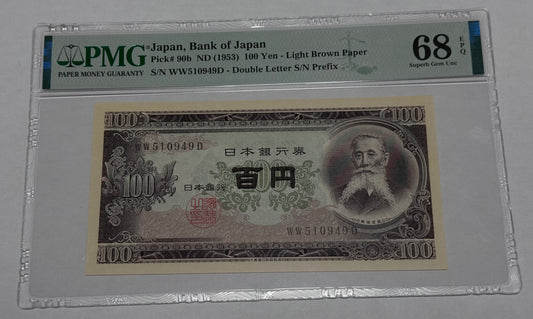 PMG
PAPER MONEY GUARANTY
Japan, Bank of Japan
Pick# 90b ND (1953) 100 Yen - Light Brown Paper
S/N WW510949D - Double Letter S/N Prefix
68 EPQ
Superb Gem Unc
100
100
WW510949D
日本銀行券
100
百円
日本銀行
100
WW510949D
100
100